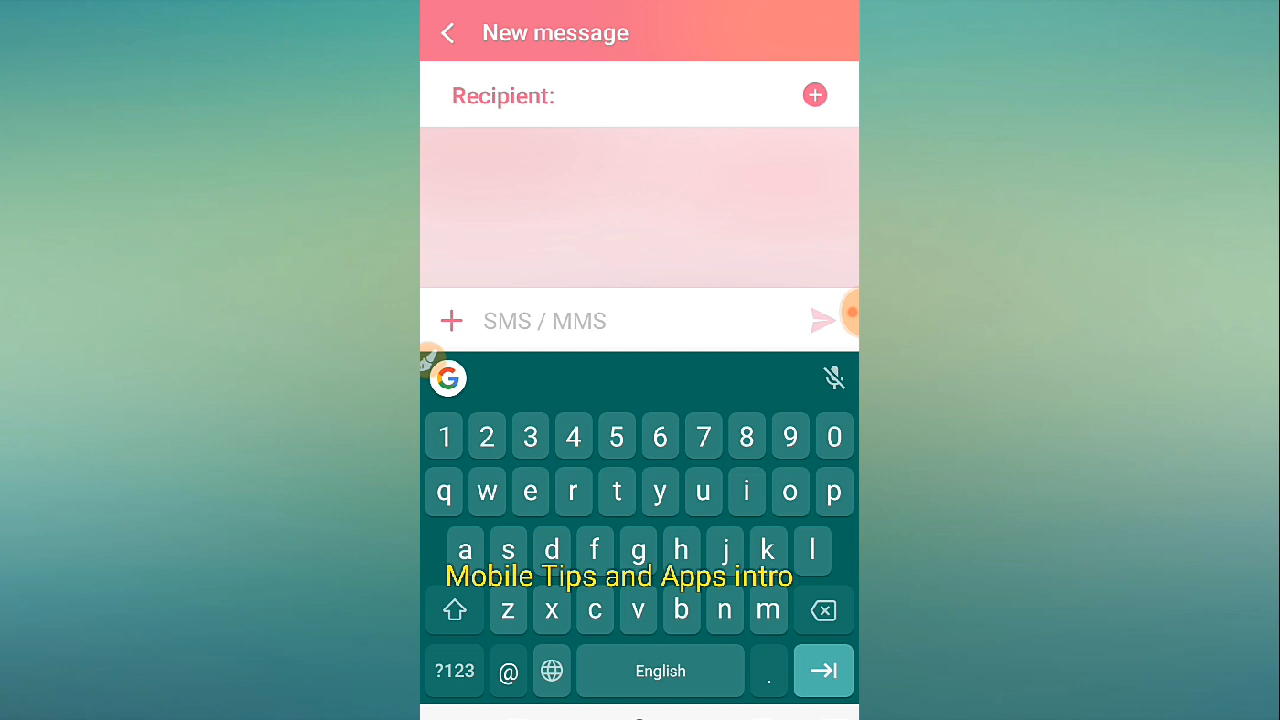 New message
Recipient:
SMS / MMS
1 2 3 4 5 6 7 8 9 0
q w e r t y u i o p
a s d f g h j k l
Mobile Tips and Apps intro
z x c v b n m
?123 @ English .